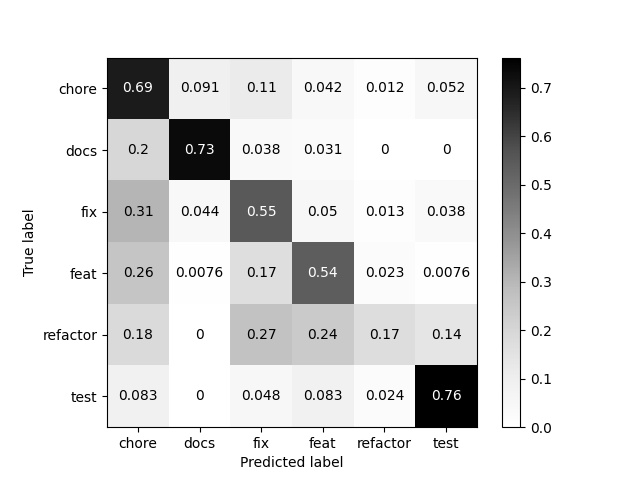 chore 0.69 0.091 0.11 0.042 0.012 0.052
docs 0.2 0.73 0.038 0.031 0 0
fix 0.31 0.044 0.55 0.05 0.013 0.038
feat 0.26 0.0076 0.17 0.54 0.023 0.0076
refactor 0.18 0 0.27 0.24 0.17 0.14
test 0.083 0 0.048 0.083 0.024 0.76
chore docs fix feat refactor test
Predicted label
True label
0.7
0.6
0.5
0.4
0.3
0.2
0.1
0.0